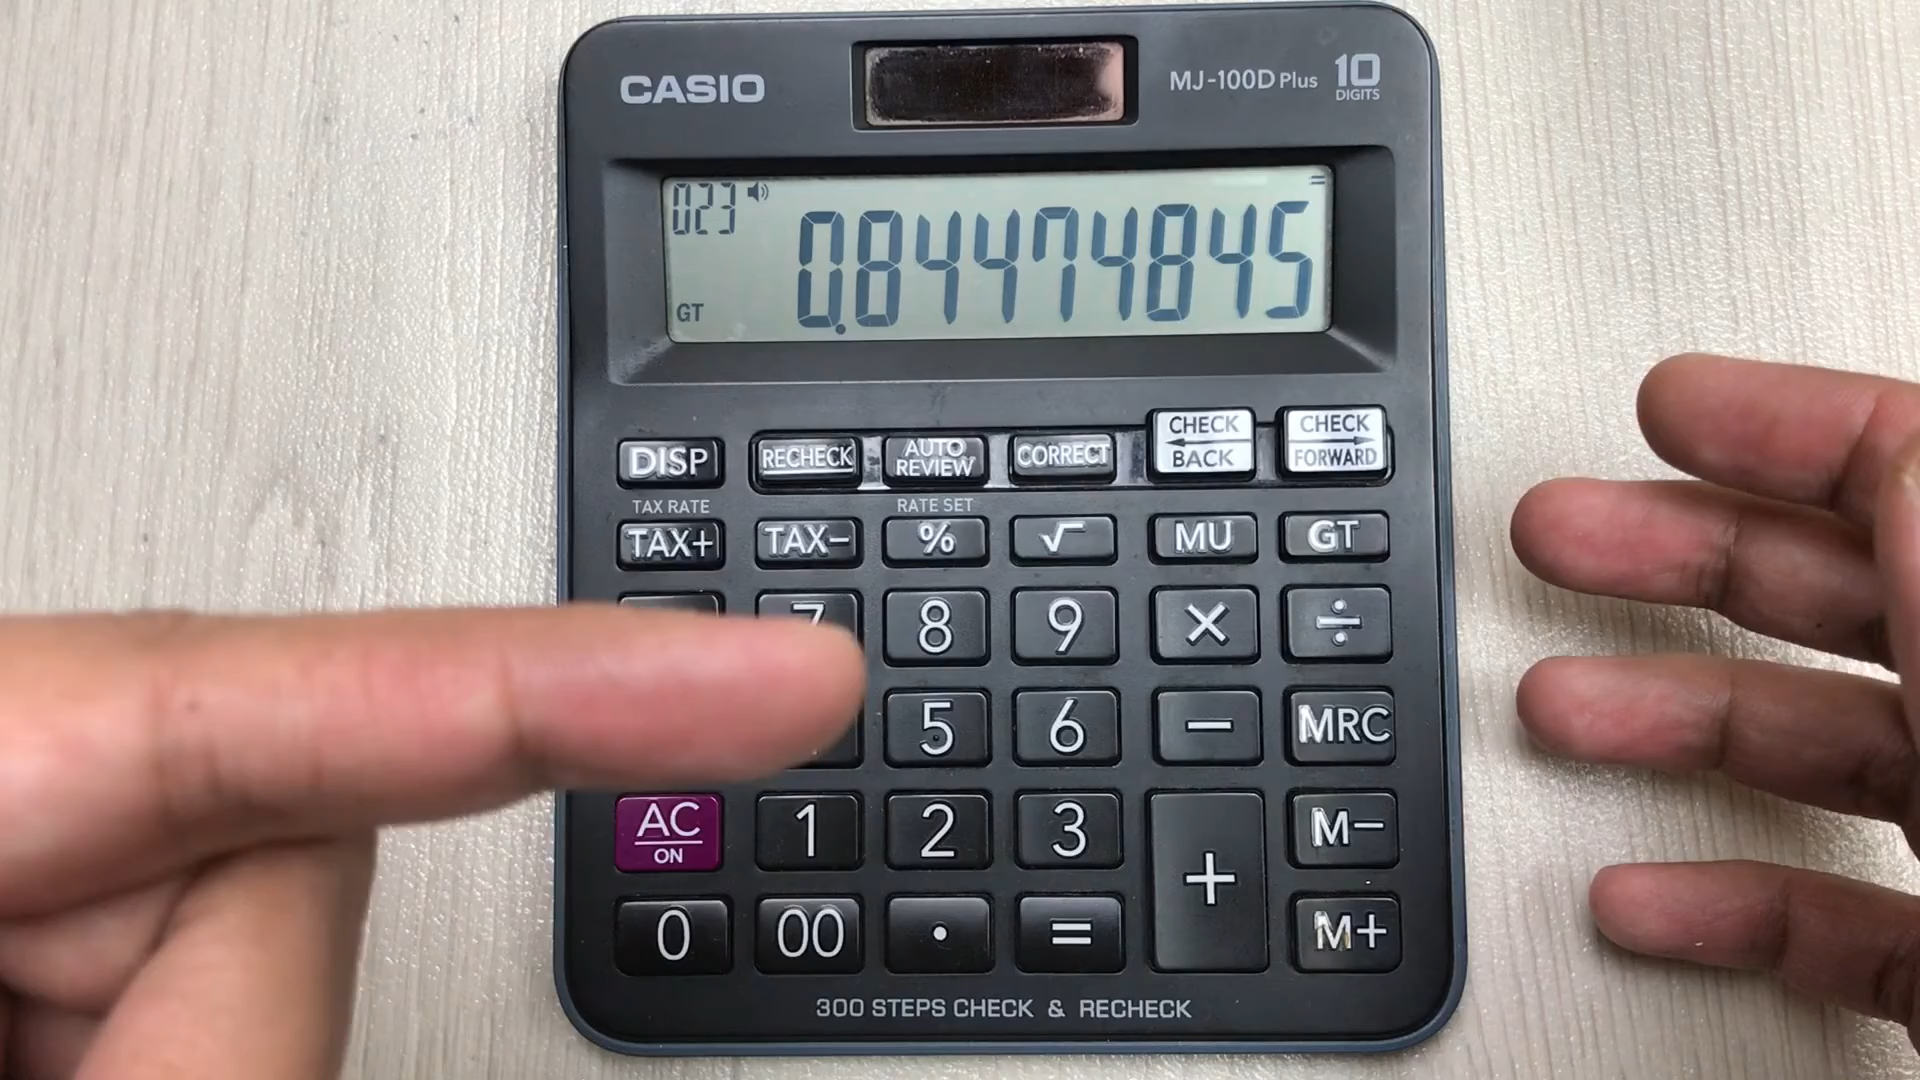 CASIO
MJ-100D Plus 10
DIGITS
023
=
0.84474845
GT
DISP RECHECK AUTO REVIEW CORRECT CHECK BACK CHECK FORWARD
TAX RATE RATE SET
TAX+ TAX− % √ MU GT
7 8 9 × ÷
5 6 − MRC
AC
ON
1 2 3 + M−
0 00 . = M+
300 STEPS CHECK & RECHECK